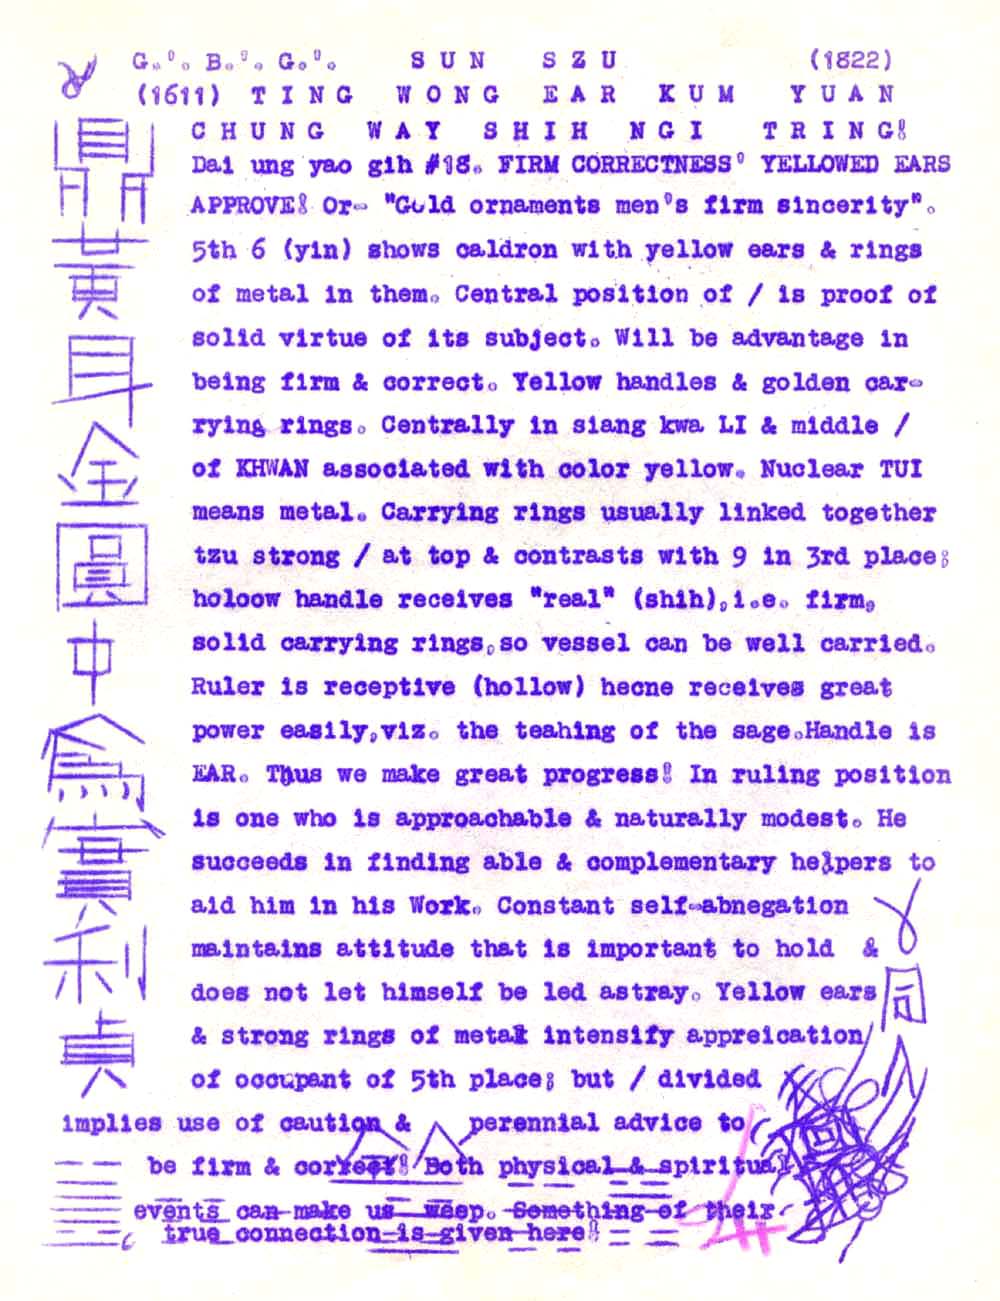 G.'. B.'. G.'. SUN SZU (1822)
(1611) TING WONG EAR KUM YUAN
CHUNG WAY SHIH NGI TRING!
Dai ung yao gih #18. FIRM CORRECTNESS' YELLOWED EARS
APPROVE! Or- "Gold ornaments men's firm sincerity".
5th 6 (yin) shows caldron with yellow ears & rings
of metal in them. Central position of / is proof of
solid virtue of its subject. Will be advantage in
being firm & correct. Yellow handles & golden car-
rying rings. Centrally in siang kwa LI & middle /
of KHWAN associated with color yellow. Nuclear TUI
means metal. Carrying rings usually linked together
tzu strong / at top & contrasts with 9 in 3rd place;
holoow handle receives "real" (shih),i.e. firm,
solid carrying rings,so vessel can be well carried.
Ruler is receptive (hollow) hecne receives great
power easily,viz. the teahing of the sage.Handle is
EAR. Thus we make great progress! In ruling position
is one who is approachable & naturally modest. He
succeeds in finding able & complementary helpers to
aid him in his Work. Constant self-abnegation
maintains attitude that is important to hold &
does not let himself be led astray. Yellow ears
& strong rings of metal intensify appreication
of occupant of 5th place; but / divided
implies use of caution & perennial advice to
be firm & correct! Both physical & spiritual
events can make us weep. Something of their
true connection is given here!
鼎
黃
耳
金
圓
中
為
實
利
貞